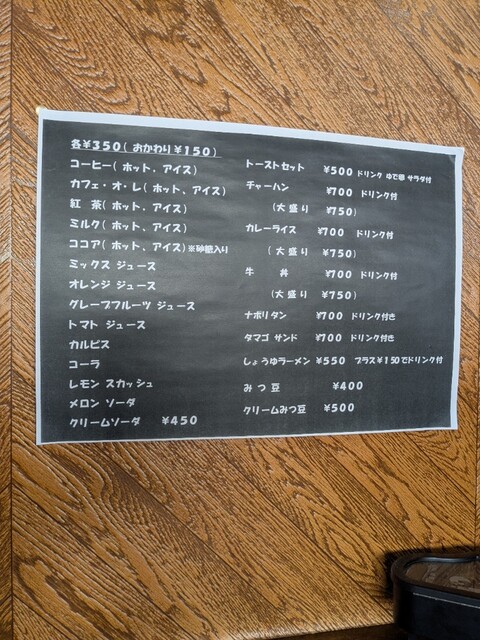 各¥350(おかわり¥150)
コーヒー(ホット、アイス)
カフェ・オ・レ(ホット、アイス)
紅 茶(ホット、アイス)
ミルク(ホット、アイス)
ココア(ホット、アイス)※砂糖入り
ミックス ジュース
オレンジ ジュース
グレープフルーツ ジュース
トマト ジュース
カルピス
コーラ
レモン スカッシュ
メロン ソーダ
クリームソーダ ¥450
トーストセット ¥500 ドリンク ゆで卵 サラダ付
チャーハン ¥700 ドリンク付
(大盛り ¥750)
カレーライス ¥700 ドリンク付
(大盛り ¥750)
牛 丼 ¥700 ドリンク付
(大盛り ¥750)
ナポリタン ¥700 ドリンク付き
タマゴ サンド ¥700 ドリンク付き
しょうゆラーメン ¥550 プラス¥150でドリンク付
みつ豆 ¥400
クリームみつ豆 ¥500